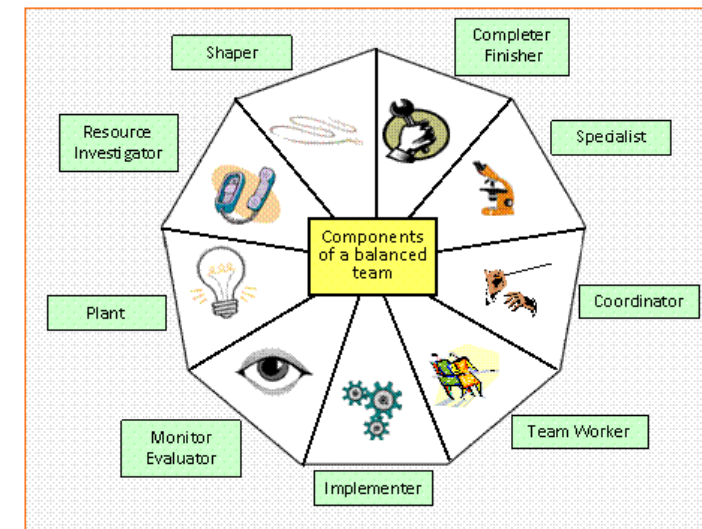 Shaper
Completer
Finisher
Resource
Investigator
Specialist
Components
of a balanced
team
Plant
Coordinator
Monitor
Evaluator
Team Worker
Implementer